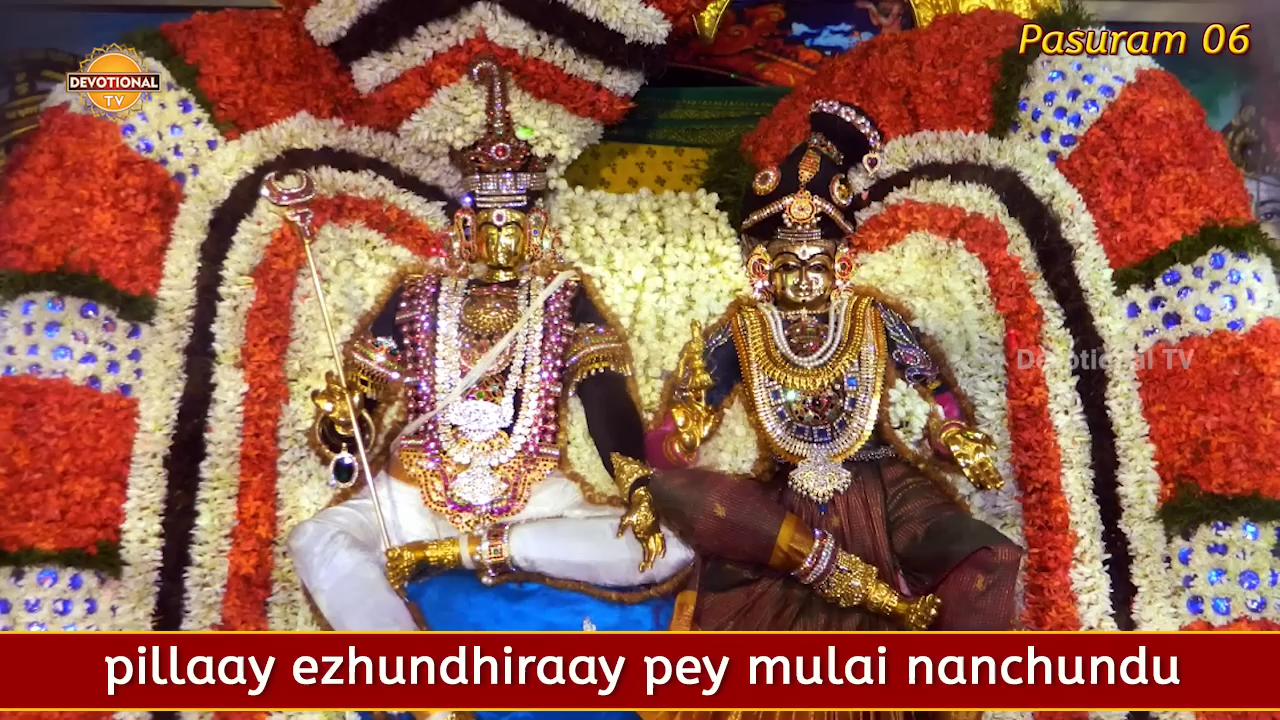 Pasuram 06
DEVOTIONAL
TV
Devotional TV
pillaay ezhundhiraay pey mulai nanchundu